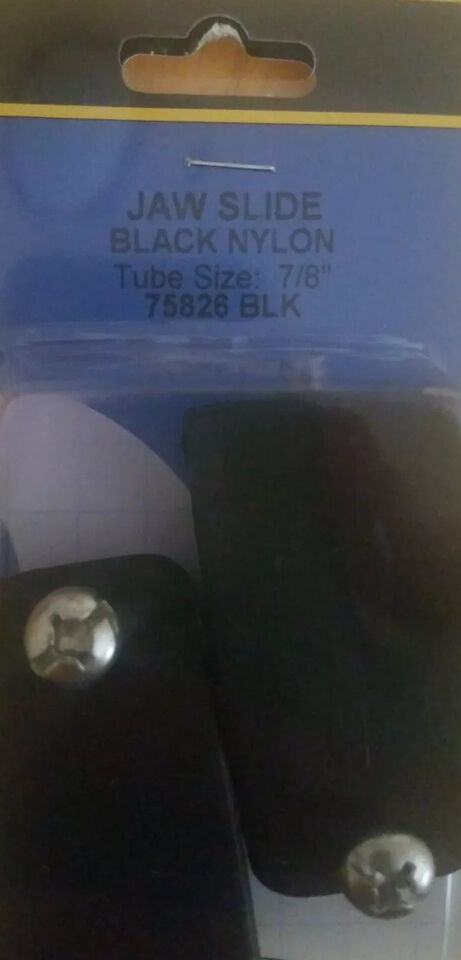 JAW SLIDE
BLACK NYLON
Tube Size: 7/8"
75826 BLK